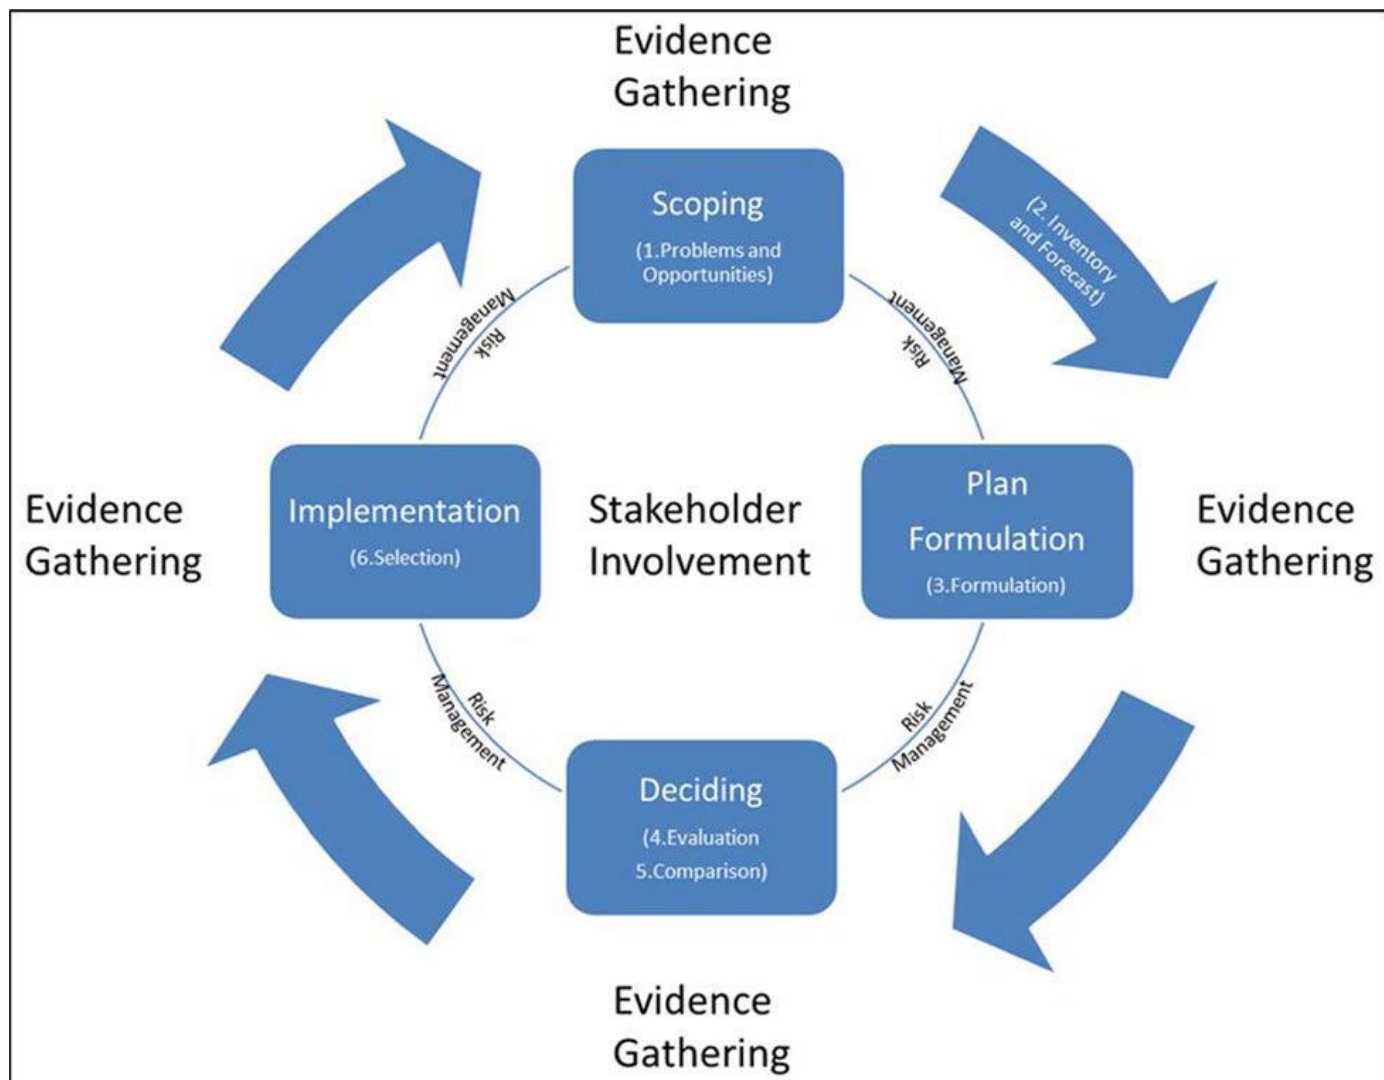 Evidence
Gathering
Scoping
(1.Problems and
Opportunities)
(2. Inventory
and Forecast)
Risk
Management
Risk
Management
Evidence
Gathering
Implementation
(6.Selection)
Stakeholder
Involvement
Plan
Formulation
(3.Formulation)
Evidence
Gathering
Risk
Management
Risk
Management
Deciding
(4.Evaluation
5.Comparison)
Evidence
Gathering